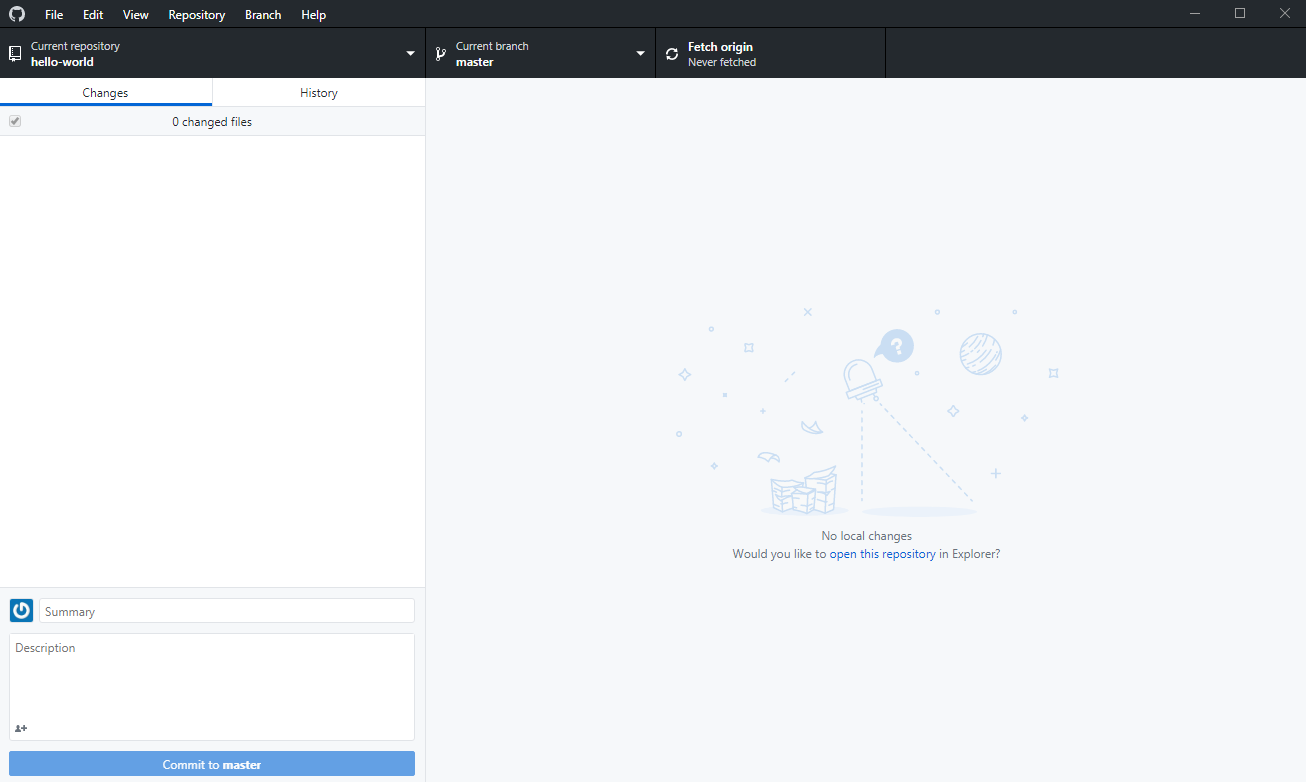 File Edit View Repository Branch Help
Current repository
hello-world
Current branch
master
Fetch origin
Never fetched
Changes
History
0 changed files
?
No local changes
Would you like to open this repository in Explorer?
Summary
Description
Commit to master